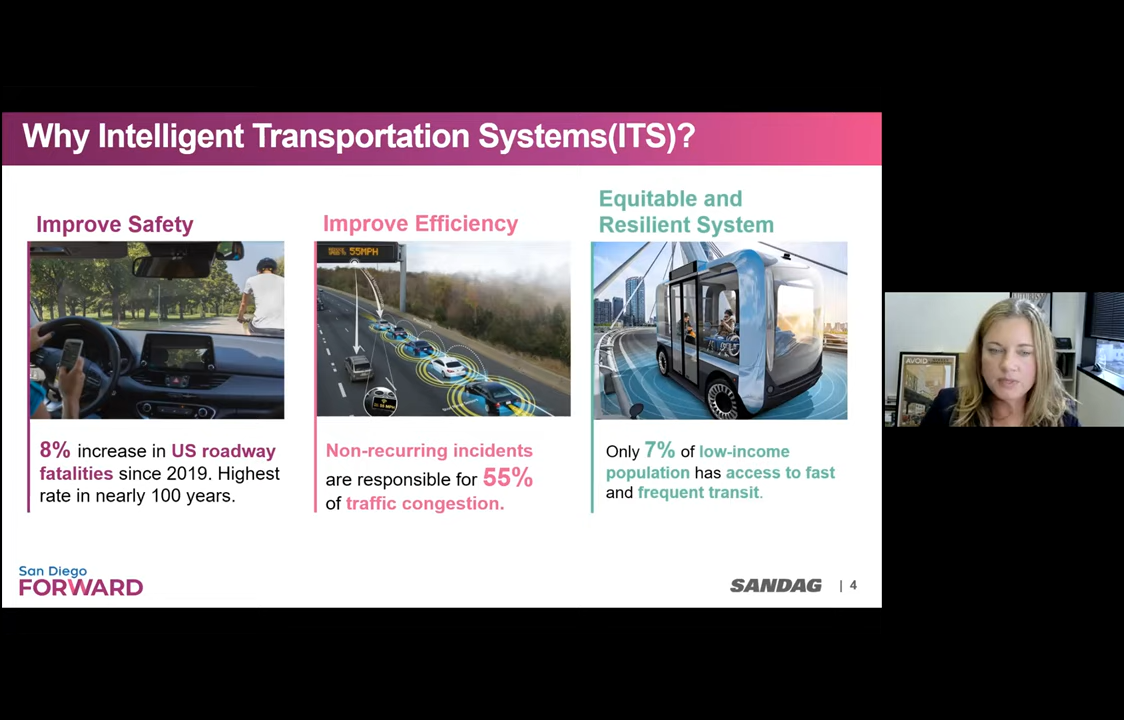 Why Intelligent Transportation Systems(ITS)?
Improve Safety
8% increase in US roadway
fatalities since 2019. Highest
rate in nearly 100 years.
Improve Efficiency
55MPH
Non-recurring incidents
are responsible for 55%
of traffic congestion.
Equitable and
Resilient System
Only 7% of low-income
population has access to fast
and frequent transit.
San Diego
FORWARD
SANDAG | 4
AVOID